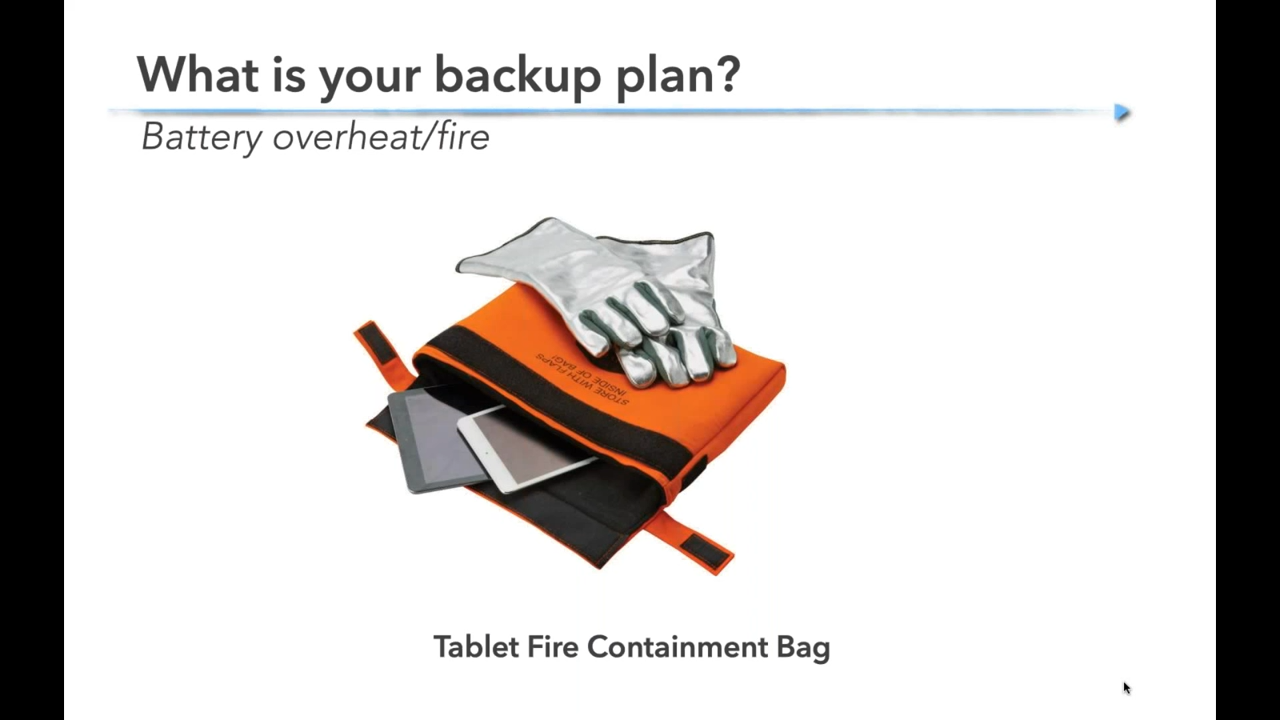 What is your backup plan?
Battery overheat/fire
STORE WITH FLAPS
INSIDE OF BAG!
Tablet Fire Containment Bag